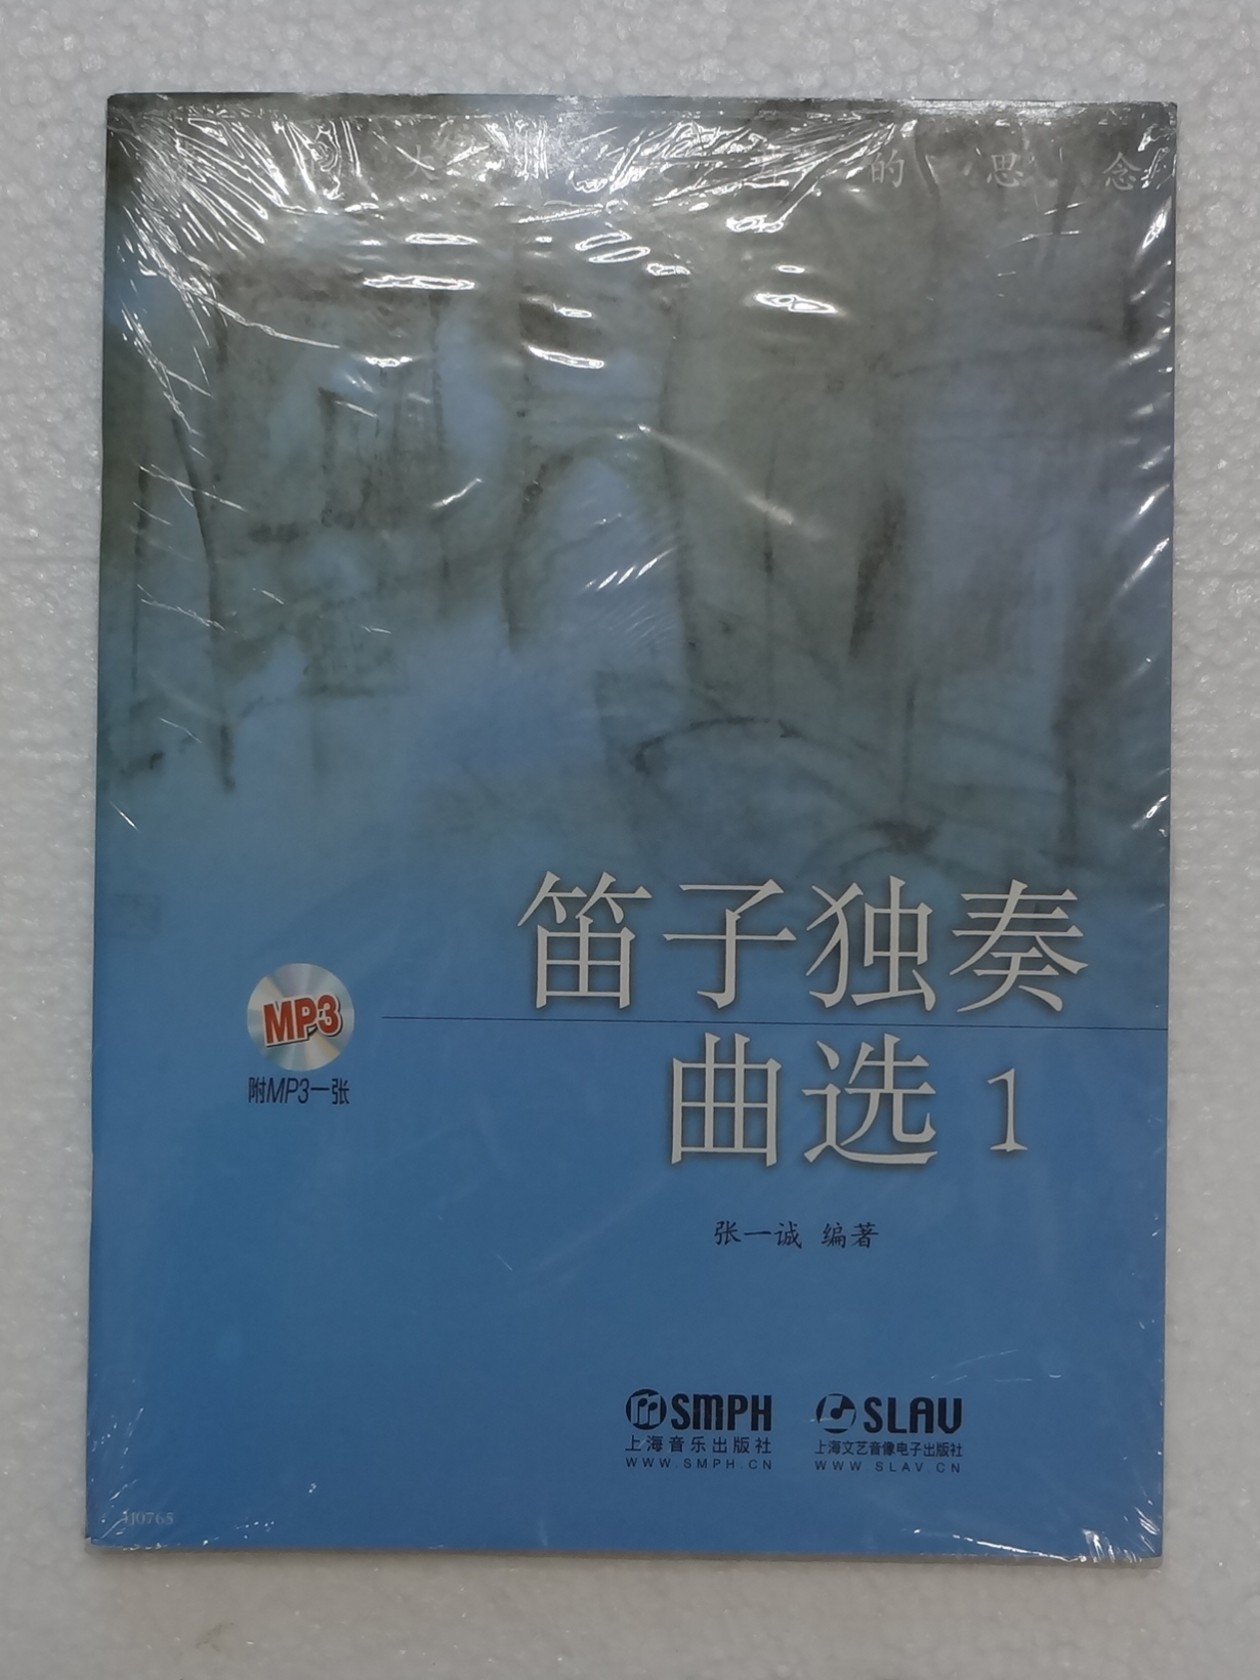 的思念
笛子独奏
曲选 1
MP3
附MP3一张
张一诚 编著
SMPH
上海音乐出版社
WWW.SMPH.CN
SLAV
上海文艺音像电子出版社
WWW.SLAV.CN
J10765